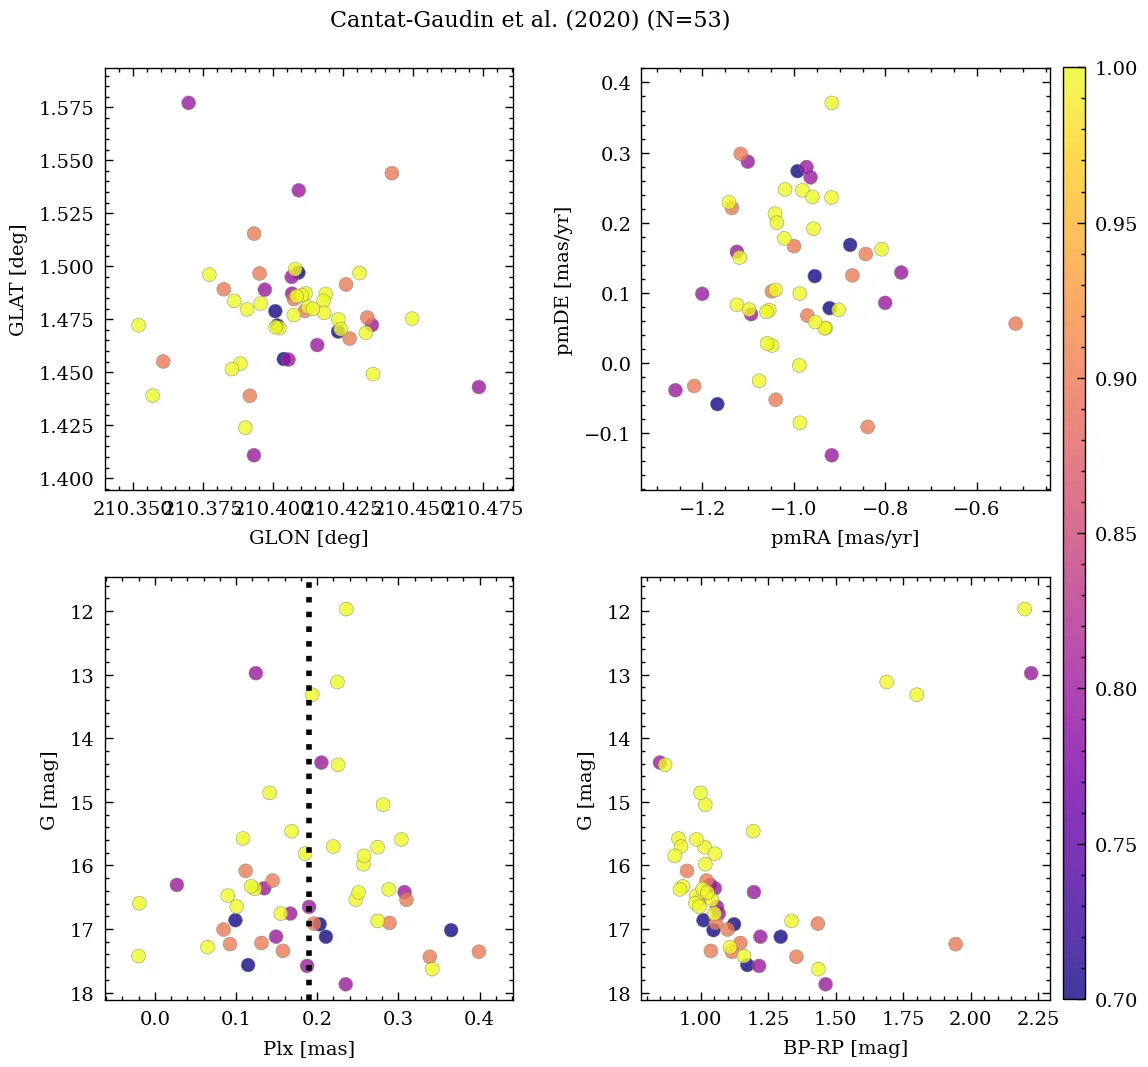 Cantat-Gaudin et al. (2020) (N=53)
1.575
1.550
1.525
1.500
1.475
1.450
1.425
1.400
GLAT [deg]
210.350 210.375 210.400 210.425 210.450 210.475
GLON [deg]
0.4
0.3
0.2
0.1
0.0
−0.1
pmDE [mas/yr]
−1.2 −1.0 −0.8 −0.6
pmRA [mas/yr]
1.00
0.95
0.90
0.85
0.80
0.75
0.70
12
13
14
15
16
17
18
G [mag]
0.0 0.1 0.2 0.3 0.4
Plx [mas]
12
13
14
15
16
17
18
G [mag]
1.00 1.25 1.50 1.75 2.00 2.25
BP-RP [mag]